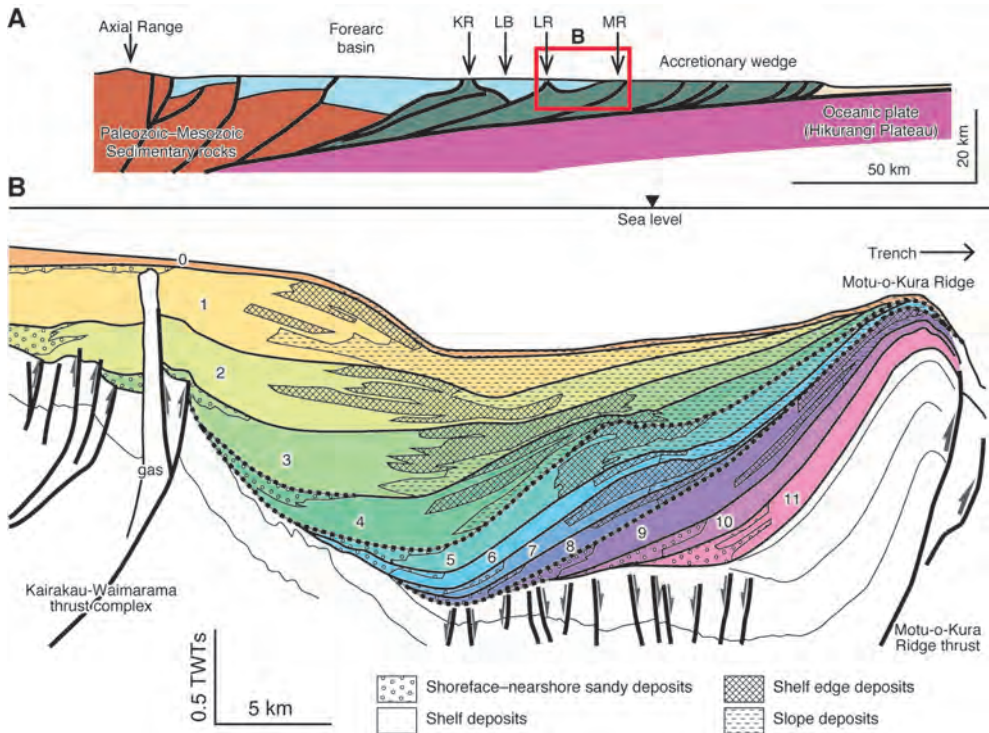 A
Axial Range
Forearc
basin
KR
LB
LR
B
MR
Accretionary wedge
Paleozoic–Mesozoic
Sedimentary rocks
Oceanic plate
(Hikurangi Plateau)
50 km
20 km
B
Sea level
Trench
Motu-o-Kura Ridge
0
1
2
3
4
5
6
7
8
9
10
11
gas
Kairakau-Waimarama
thrust complex
Motu-o-Kura
Ridge thrust
0.5 TWTs
5 km
Shoreface–nearshore sandy deposits
Shelf deposits
Shelf edge deposits
Slope deposits